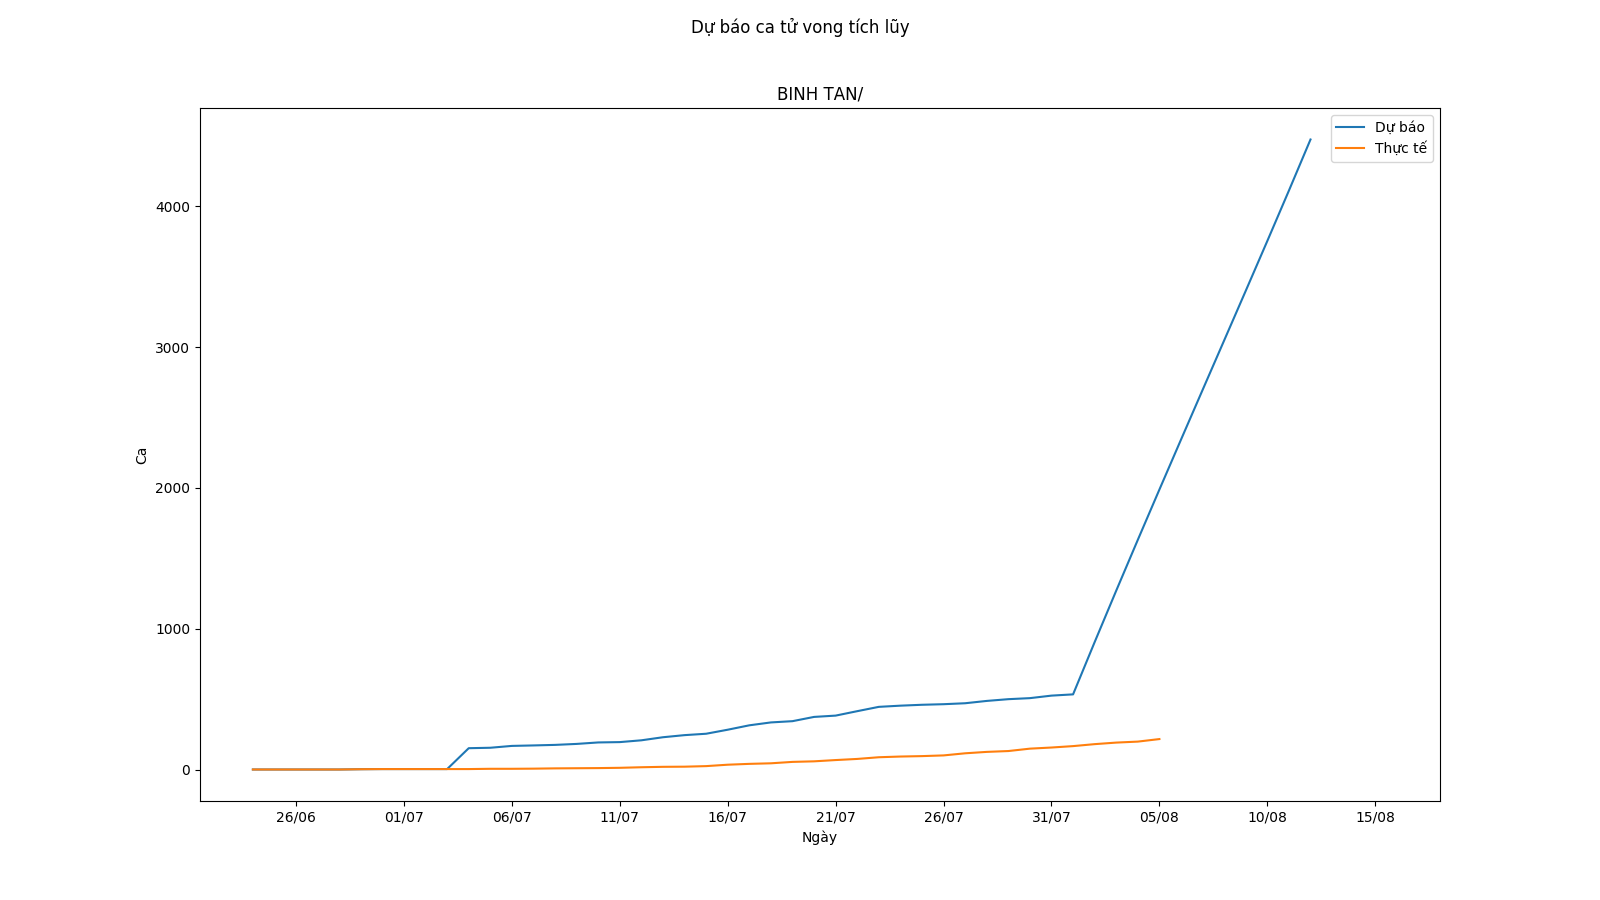 Dự báo ca tử vong tích lũy
BINH TAN/
Dự báo
Thực tế
4000
3000
2000
1000
0
Ca
26/06 01/07 06/07 11/07 16/07 21/07 26/07 31/07 05/08 10/08 15/08
Ngày